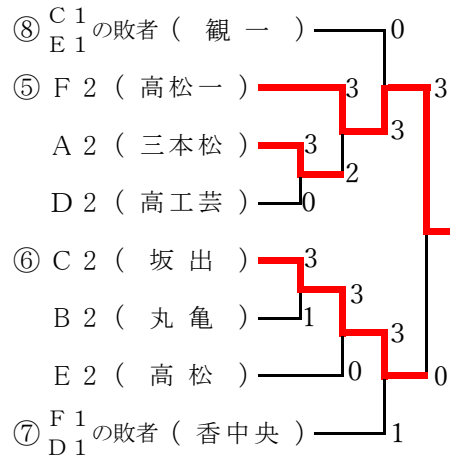 ⑧ C1 E1 の敗者 ( 観一 ) 0
⑤ F2 ( 高松一 ) 3 3
3
A2 ( 三本松 ) 3
2
D2 ( 高工芸 ) 0
⑥ C2 ( 坂出 ) 3
3
B2 ( 丸亀 ) 1
3
E2 ( 高松 ) 0 0
⑦ F1 D1 の敗者 ( 香中央 ) 1